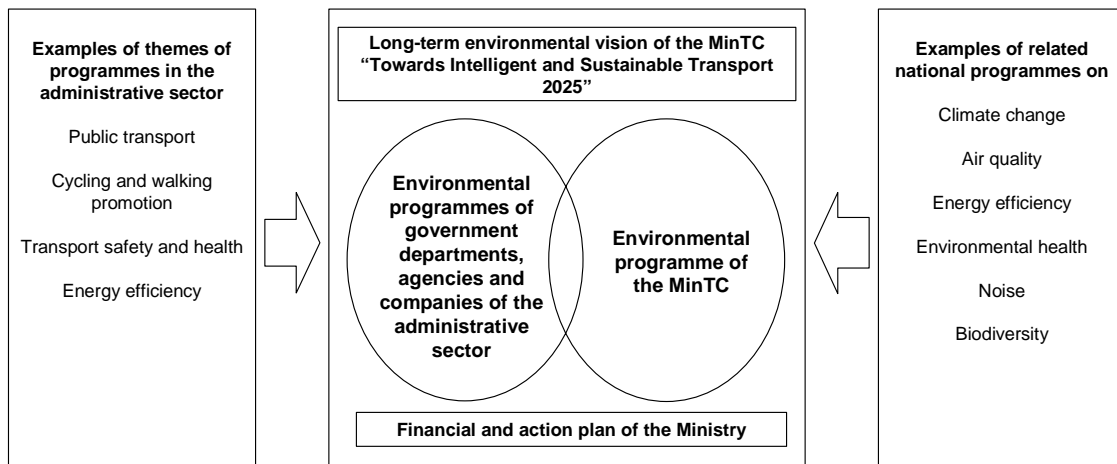 Examples of themes of
programmes in the
administrative sector
Public transport
Cycling and walking
promotion
Transport safety and health
Energy efficiency
Long-term environmental vision of the MinTC
“Towards Intelligent and Sustainable Transport
2025”
Environmental
programmes of
government
departments,
agencies and
companies of the
administrative
sector
Environmental
programme of
the MinTC
Financial and action plan of the Ministry
Examples of related
national programmes on
Climate change
Air quality
Energy efficiency
Environmental health
Noise
Biodiversity